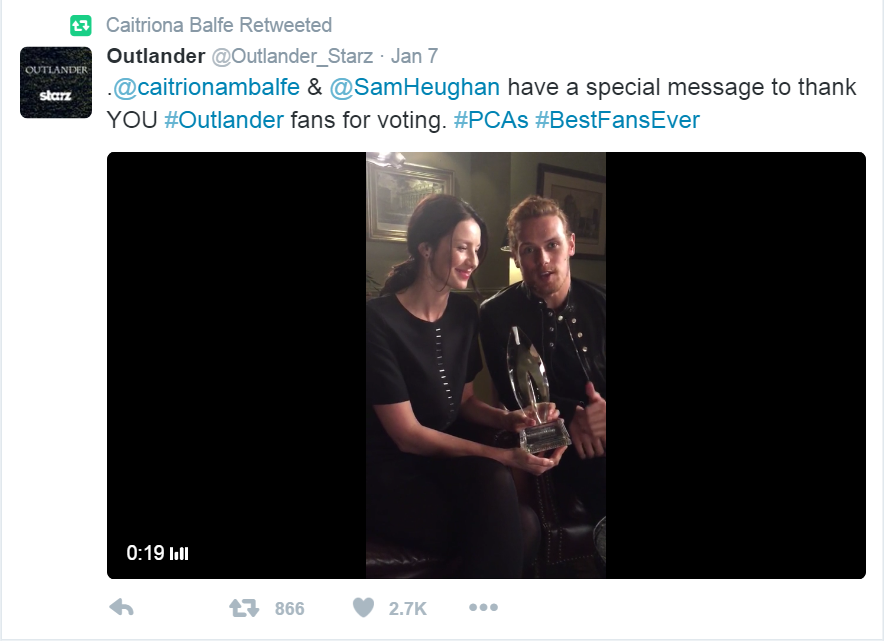 Caitriona Balfe Retweeted
Outlander @Outlander_Starz · Jan 7
OUTLANDER
starz
.@caitrionambalfe & @SamHeughan have a special message to thank
YOU #Outlander fans for voting. #PCAs #BestFansEver
0:19
866
2.7K